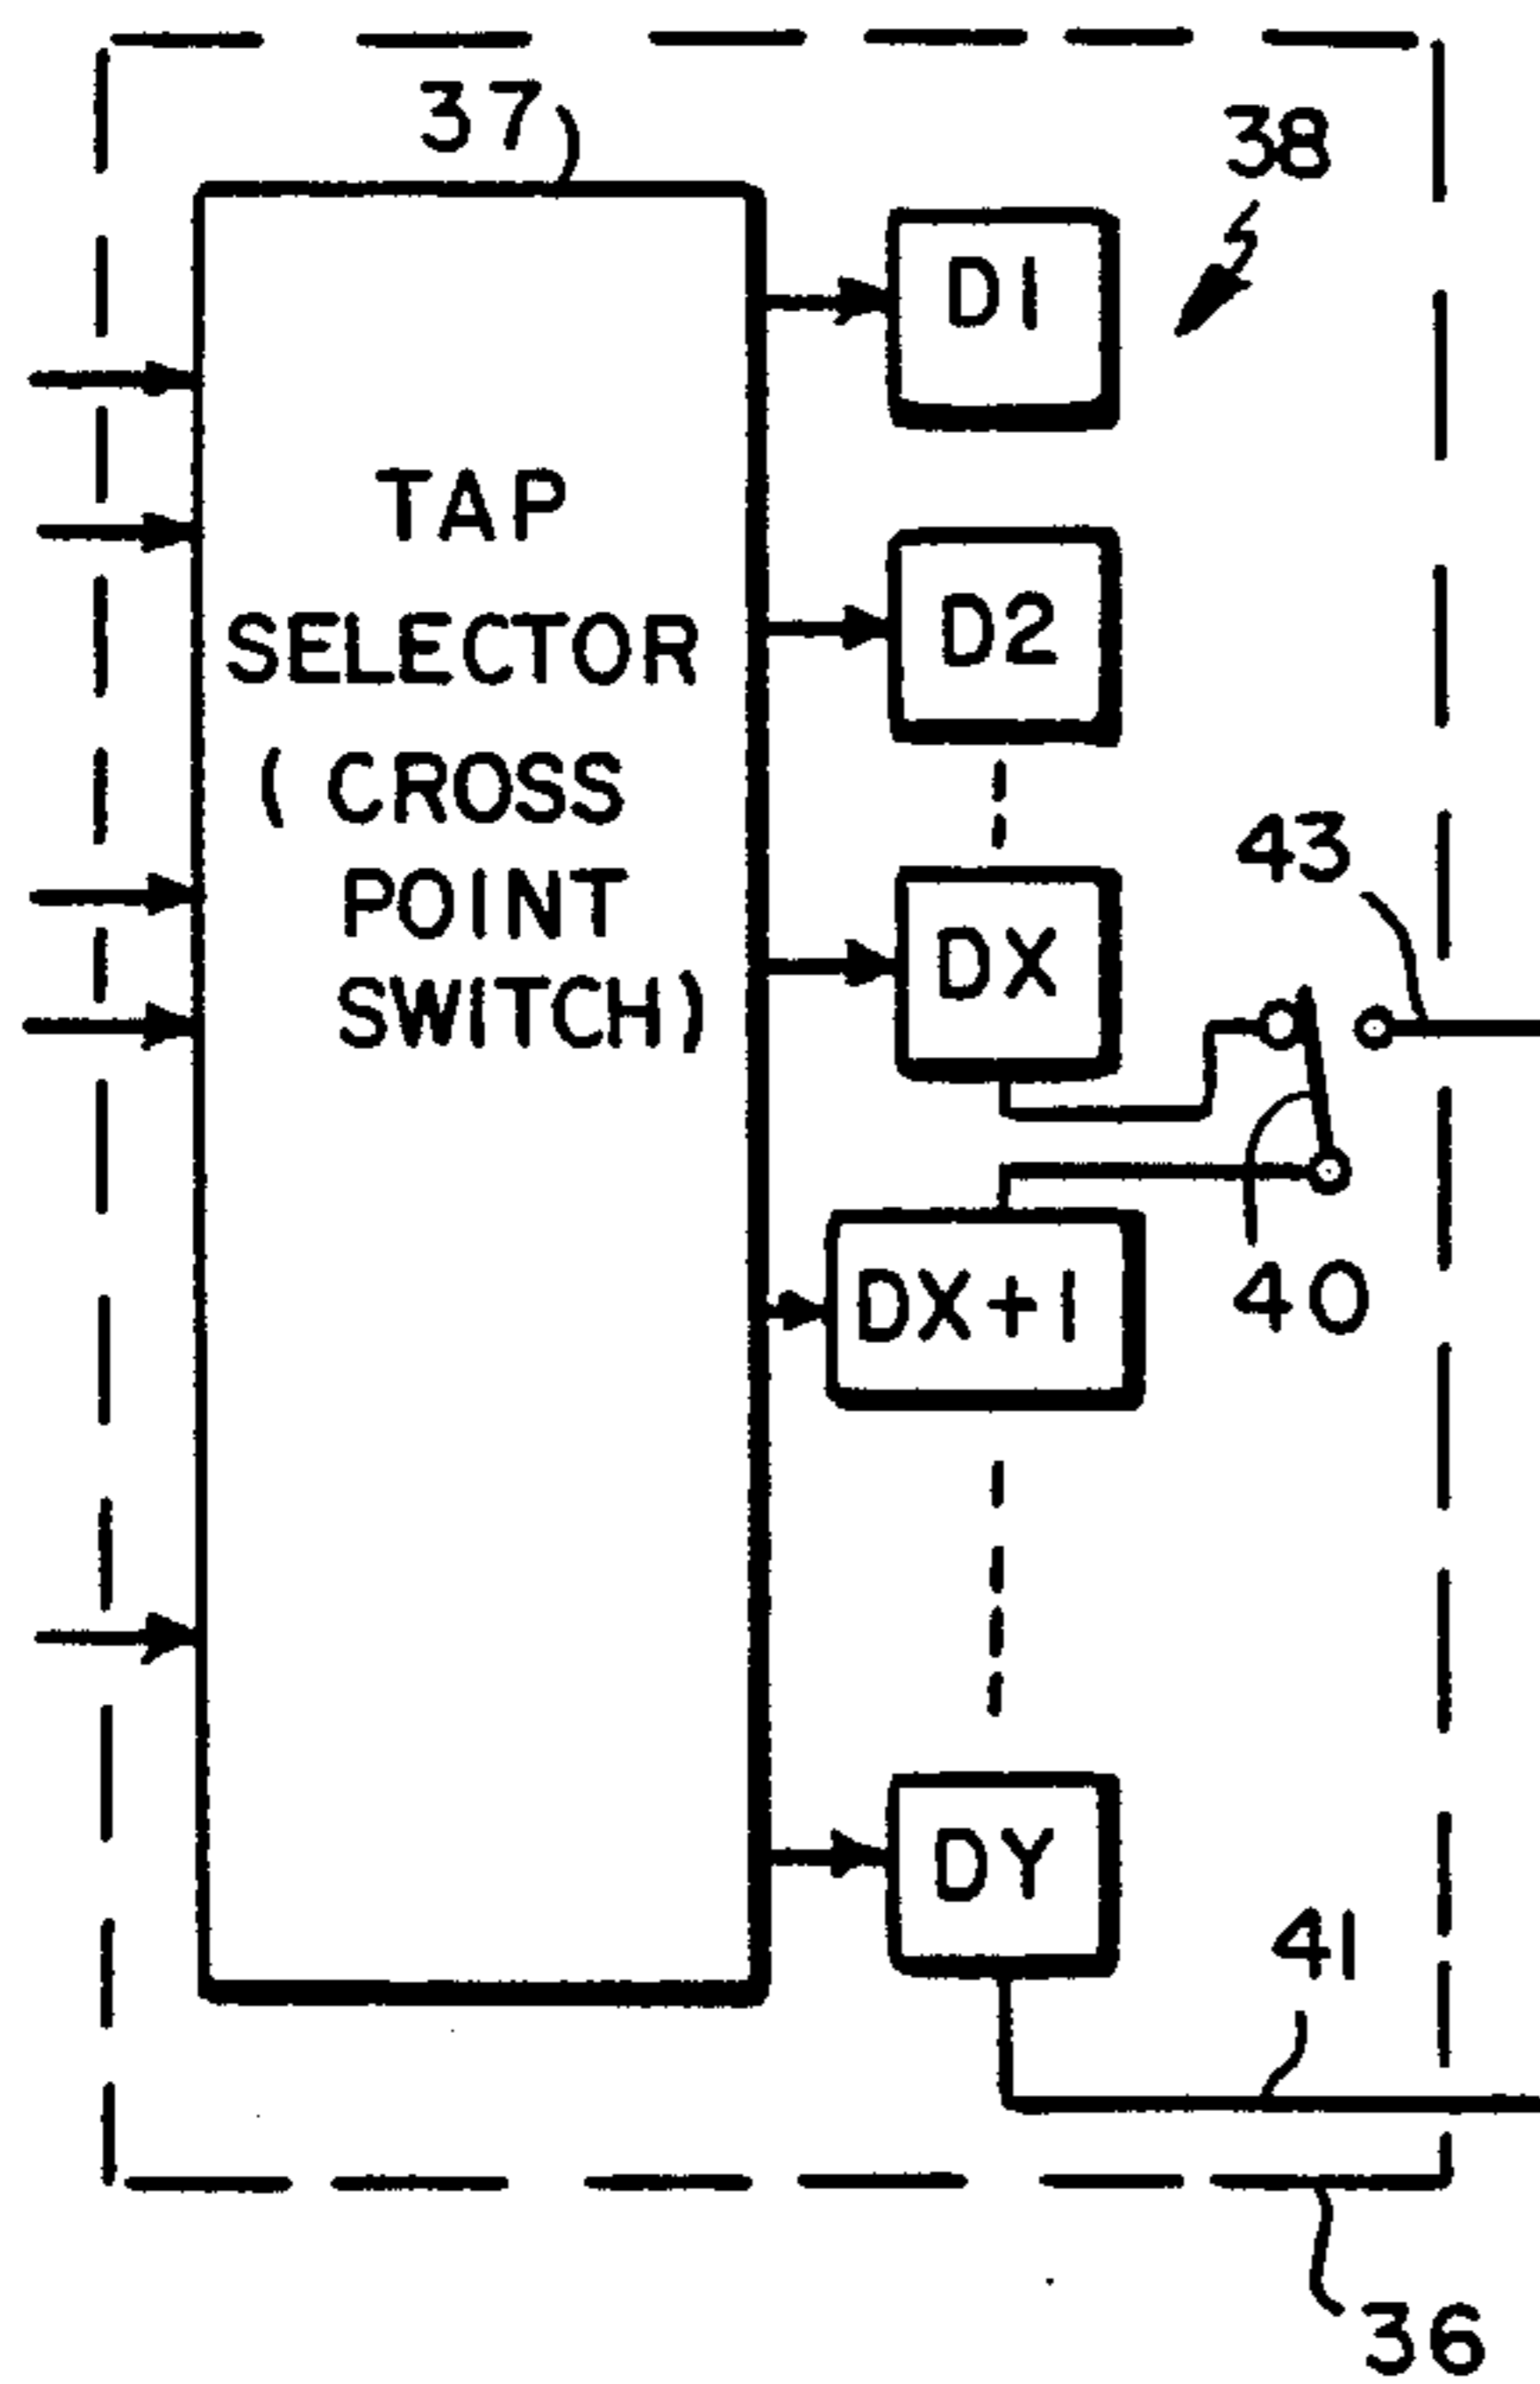 37
38
D1
TAP
SELECTOR
( CROSS
POINT
SWITCH)
D2
43
DX
40
DX+1
DY
41
36